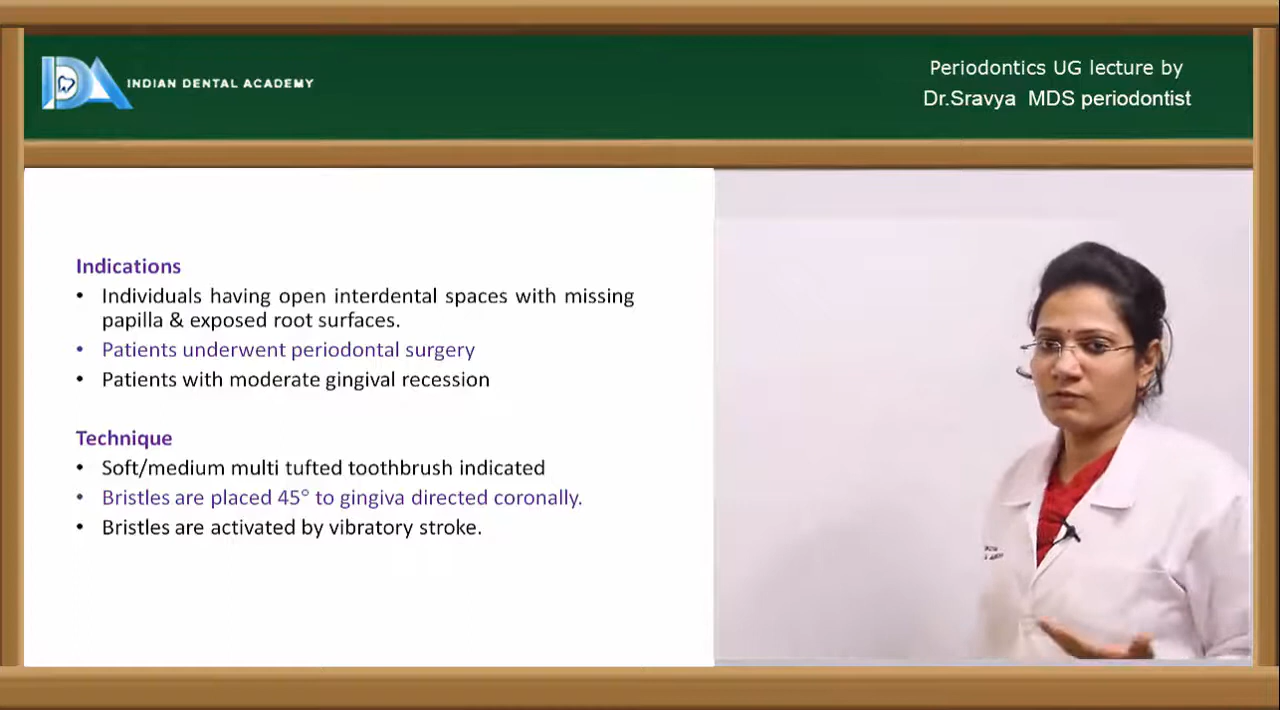 INDIAN DENTAL ACADEMY
Periodontics UG lecture by
Dr.Sravya MDS periodontist
Indications
• Individuals having open interdental spaces with missing
papilla & exposed root surfaces.
• Patients underwent periodontal surgery
• Patients with moderate gingival recession
Technique
• Soft/medium multi tufted toothbrush indicated
• Bristles are placed 45° to gingiva directed coronally.
• Bristles are activated by vibratory stroke.